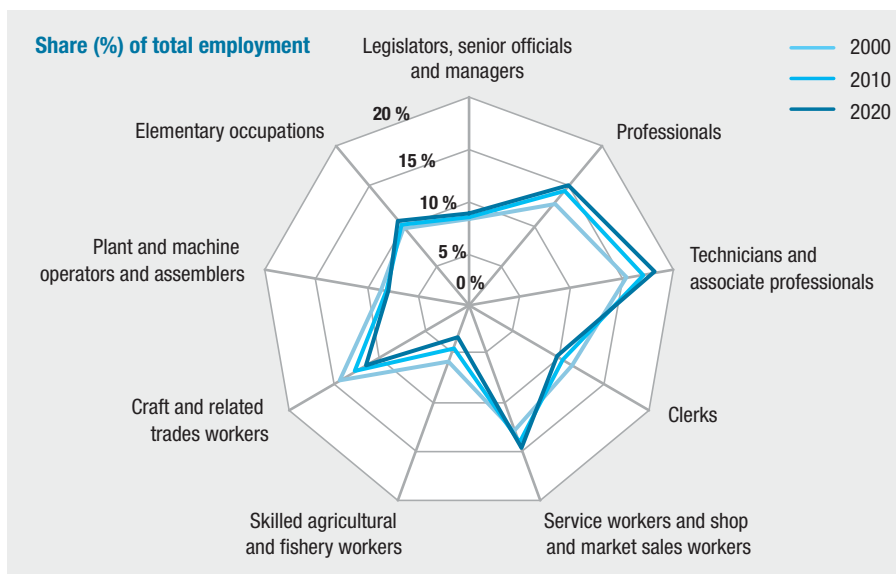 Share (%) of total employment
Legislators, senior officials
and managers
2000
2010
2020
20 %
15 %
10 %
5 %
0 %
Professionals
Technicians and
associate professionals
Clerks
Service workers and shop
and market sales workers
Skilled agricultural
and fishery workers
Craft and related
trades workers
Plant and machine
operators and assemblers
Elementary occupations